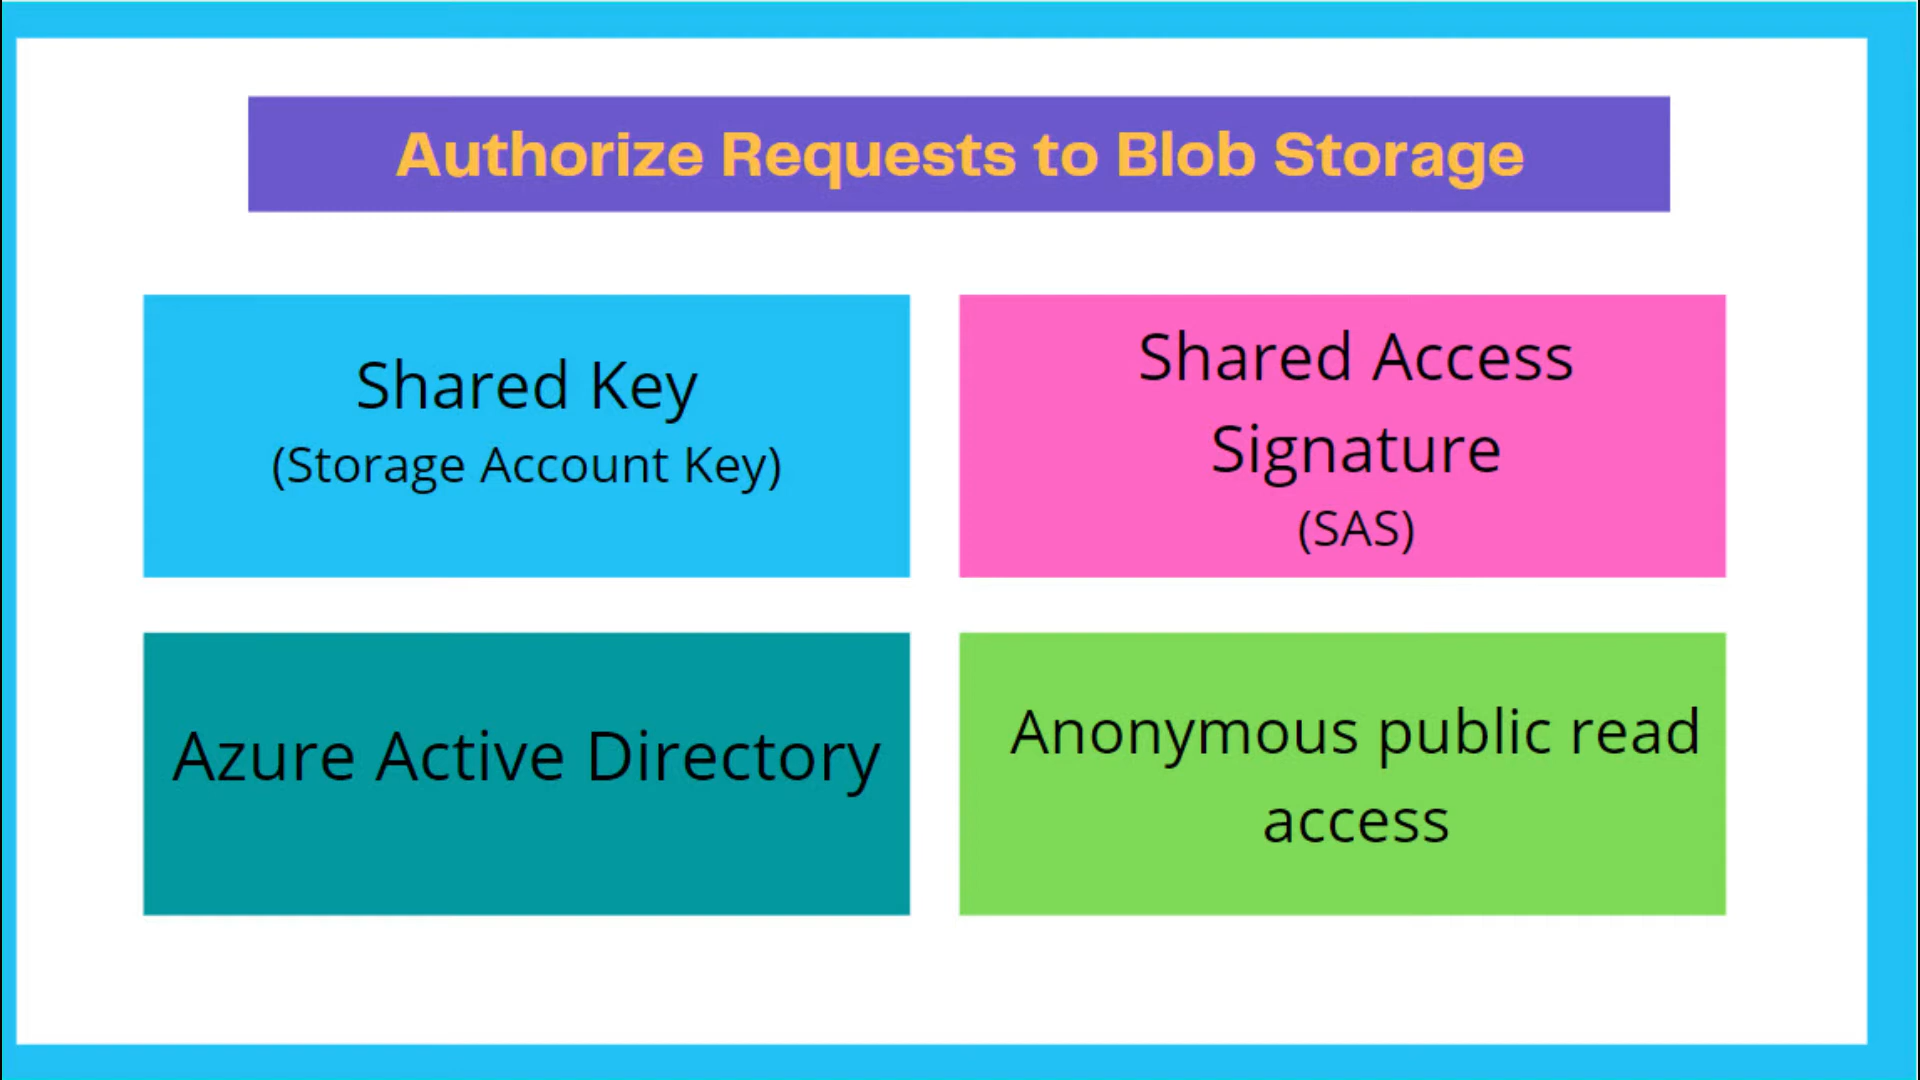 Authorize Requests to Blob Storage
Shared Key
(Storage Account Key)
Shared Access
Signature
(SAS)
Azure Active Directory
Anonymous public read
access